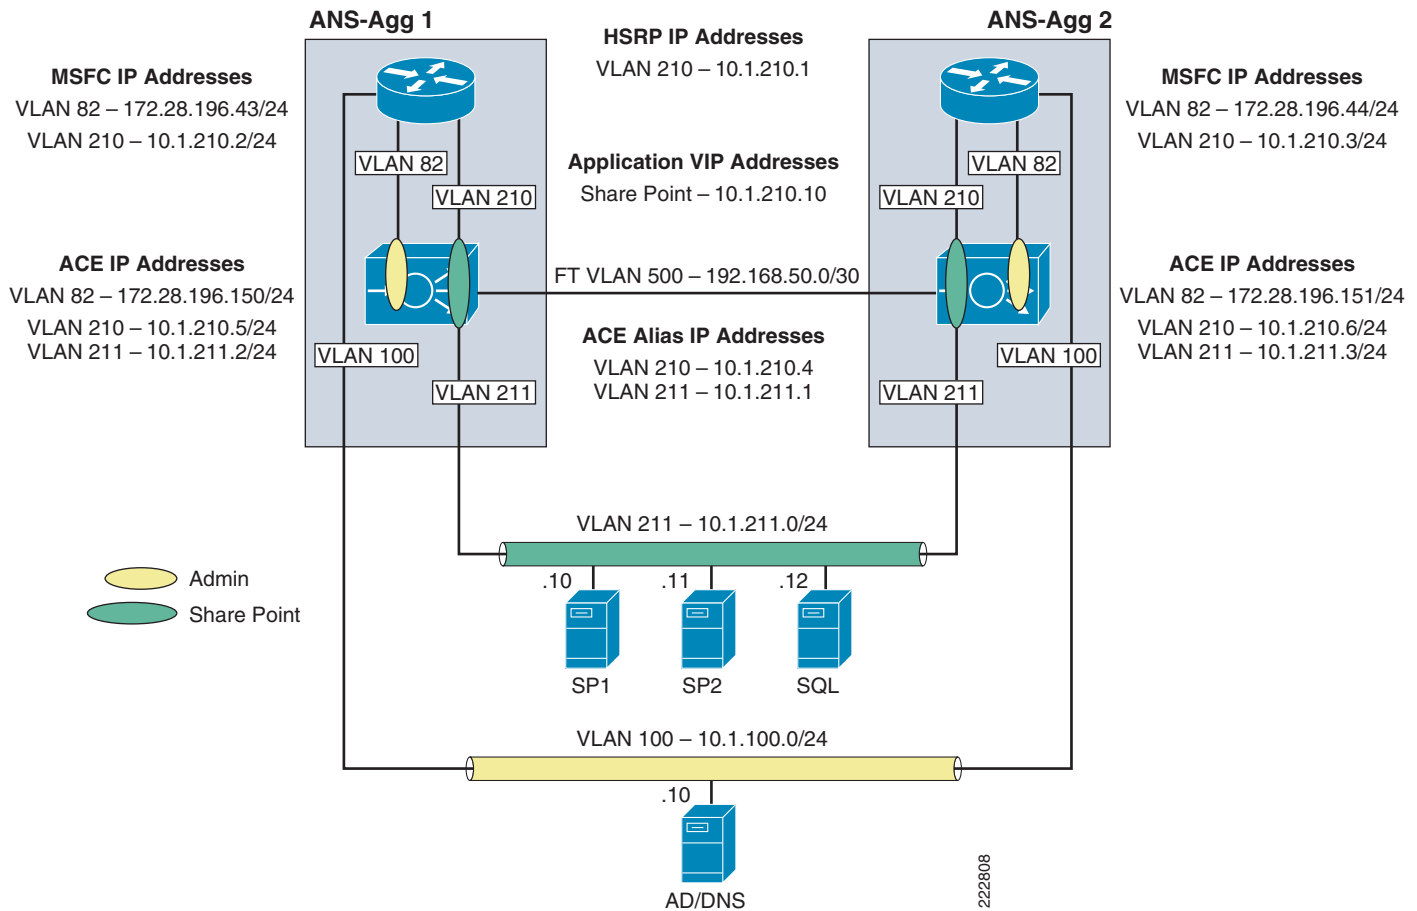 ANS-Agg 1
ANS-Agg 2
HSRP IP Addresses
VLAN 210 – 10.1.210.1
MSFC IP Addresses
VLAN 82 – 172.28.196.43/24
VLAN 210 – 10.1.210.2/24
MSFC IP Addresses
VLAN 82 – 172.28.196.44/24
VLAN 210 – 10.1.210.3/24
VLAN 82
VLAN 210
Application VIP Addresses
Share Point – 10.1.210.10
VLAN 82
VLAN 210
ACE IP Addresses
VLAN 82 – 172.28.196.150/24
VLAN 210 – 10.1.210.5/24
VLAN 211 – 10.1.211.2/24
FT VLAN 500 – 192.168.50.0/30
ACE IP Addresses
VLAN 82 – 172.28.196.151/24
VLAN 210 – 10.1.210.6/24
VLAN 211 – 10.1.211.3/24
ACE Alias IP Addresses
VLAN 210 – 10.1.210.4
VLAN 211 – 10.1.211.1
VLAN 100
VLAN 211
VLAN 100
VLAN 211
VLAN 211 – 10.1.211.0/24
.10
.11
.12
Admin
Share Point
SP1
SP2
SQL
VLAN 100 – 10.1.100.0/24
.10
AD/DNS
222808